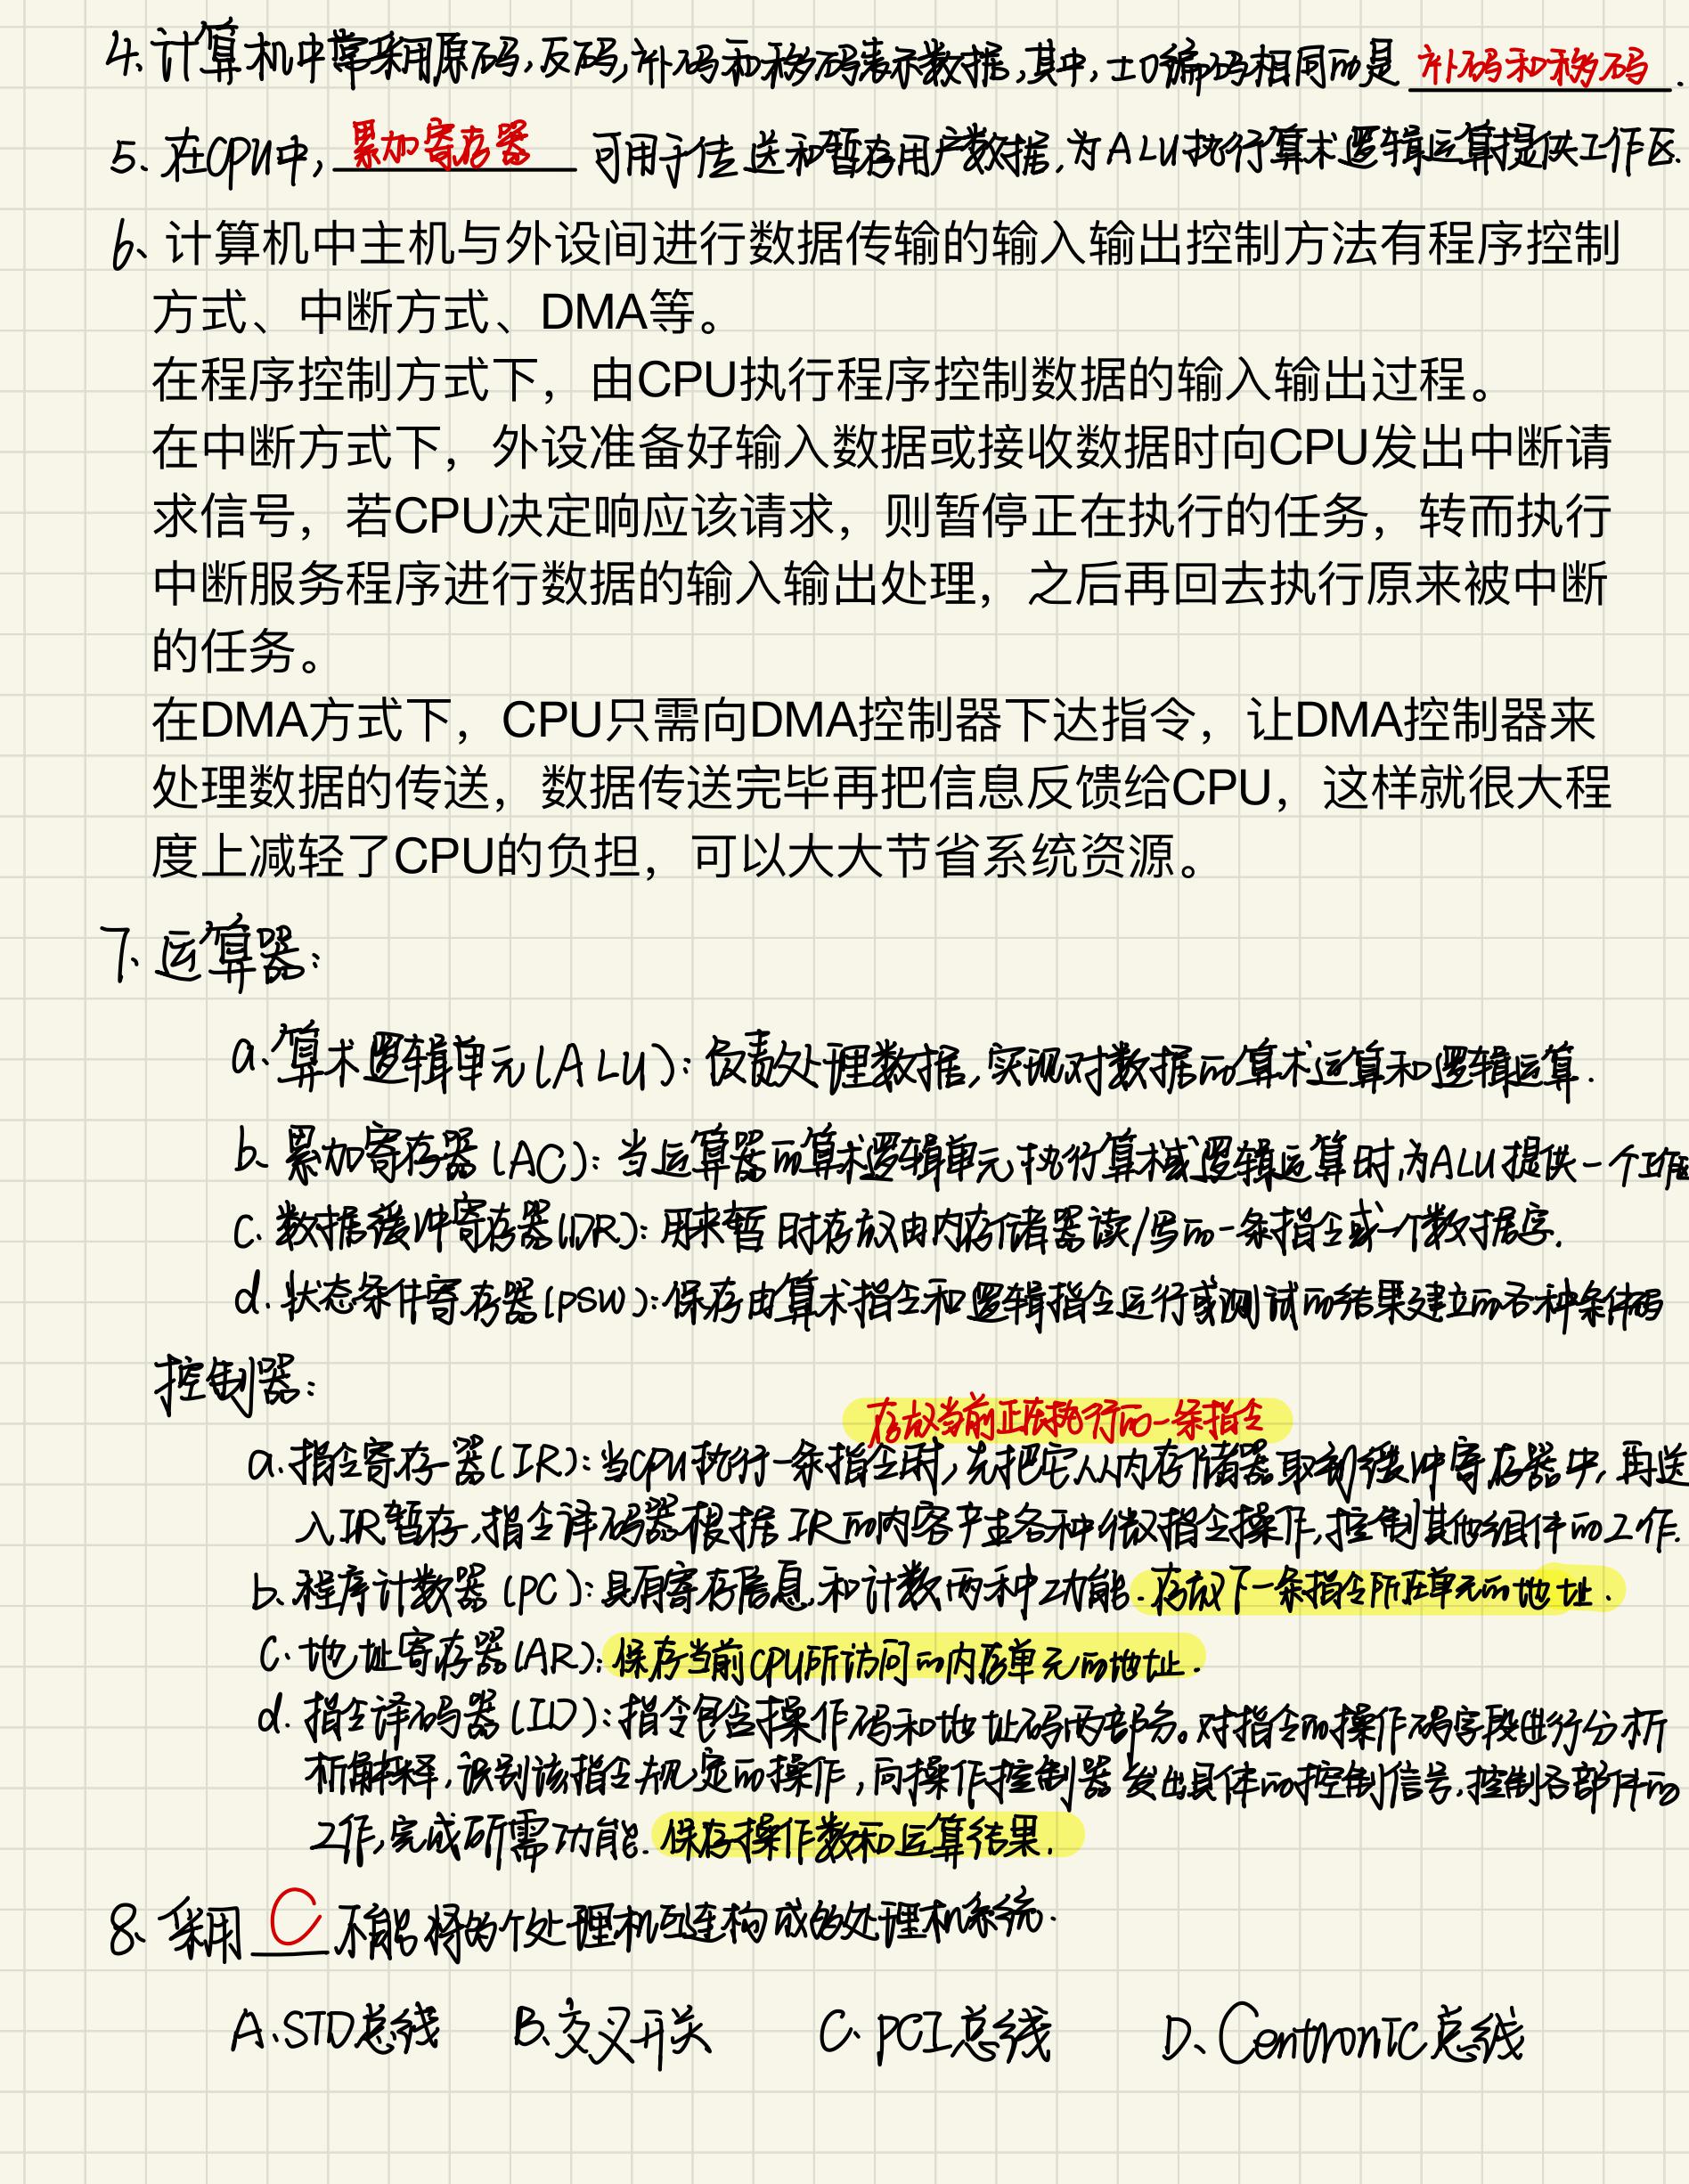 4.计算机中常采用原码,反码,补码和移码表示数据,其中,±0编码相同的是 补码和移码.
5.在CPU中,累加寄存器 可用于传送和暂存用户数据,为ALU执行算术逻辑运算提供工作区.
6、计算机中主机与外设间进行数据传输的输入输出控制方法有程序控制
方式、中断方式、DMA等。
在程序控制方式下，由CPU执行程序控制数据的输入输出过程。
在中断方式下，外设准备好输入数据或接收数据时向CPU发出中断请
求信号，若CPU决定响应该请求，则暂停正在执行的任务，转而执行
中断服务程序进行数据的输入输出处理，之后再回去执行原来被中断
的任务。
在DMA方式下，CPU只需向DMA控制器下达指令，让DMA控制器来
处理数据的传送，数据传送完毕再把信息反馈给CPU，这样就很大程
度上减轻了CPU的负担，可以大大节省系统资源。
7.运算器:
a.算术逻辑单元(ALU):负责处理数据,实现对数据的算术运算和逻辑运算.
b.累加寄存器(AC):当运算器的算术逻辑单元执行算术或逻辑运算时,为ALU提供一个工作区
c.数据缓冲寄存器(DR):用来暂时存放由内存储器读/写的一条指令或一个数据字.
d.状态条件寄存器(PSW):保存由算术指令和逻辑指令运行或测试的结果建立的各种条件码
控制器:
存放当前正在执行的一条指令
a.指令寄存器(IR):当CPU执行一条指令时,先把它从内存储器取到缓冲寄存器中,再送
入IR暂存,指令译码器根据IR的内容产生各种微指令操作,控制其他组件的工作.
b.程序计数器(PC):具有寄存信息和计数两种功能.存放下一条指令所在单元的地址.
c.地址寄存器(AR):保存当前CPU所访问的内存单元的地址.
d.指令译码器(ID):指令包含操作码和地址码两部分。对指令的操作码字段进行分析
析解释,识别该指令规定的操作,向操作控制器发出具体的控制信号.控制各部件的
工作,完成所需功能.保存操作数和运算结果.
8.采用 C 不能将多个处理机互连构成多处理机系统.
A.STD总线 B.交叉开关 C.PCI总线 D.Centronic总线